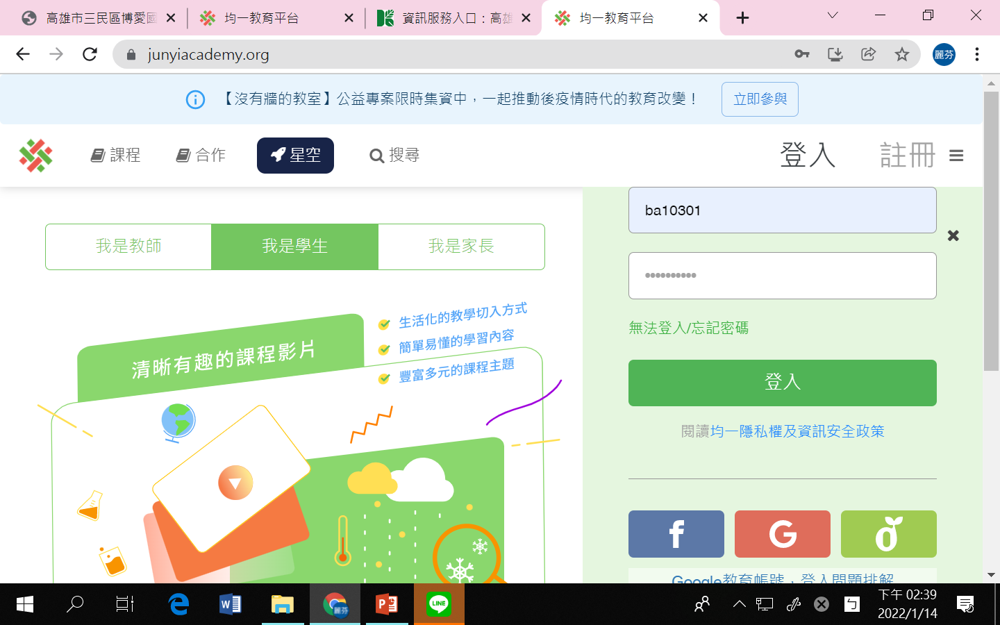 高雄市三民區博愛國
均一教育平台
資訊服務入口：高雄
均一教育平台
junyiacademy.org
麗芬
【沒有牆的教室】公益專案限時集資中，一起推動後疫情時代的教育改變！
立即參與
課程
合作
星空
搜尋
登入
註冊
我是教師
我是學生
我是家長
清晰有趣的課程影片
生活化的教學切入方式
簡單易懂的學習內容
豐富多元的課程主題
ba10301
••••••••••
無法登入/忘記密碼
登入
閱讀均一隱私權及資訊安全政策
Google教育帳號，登入問題排解
下午 02:39
2022/1/14
麗芬
LINE
ㄅ